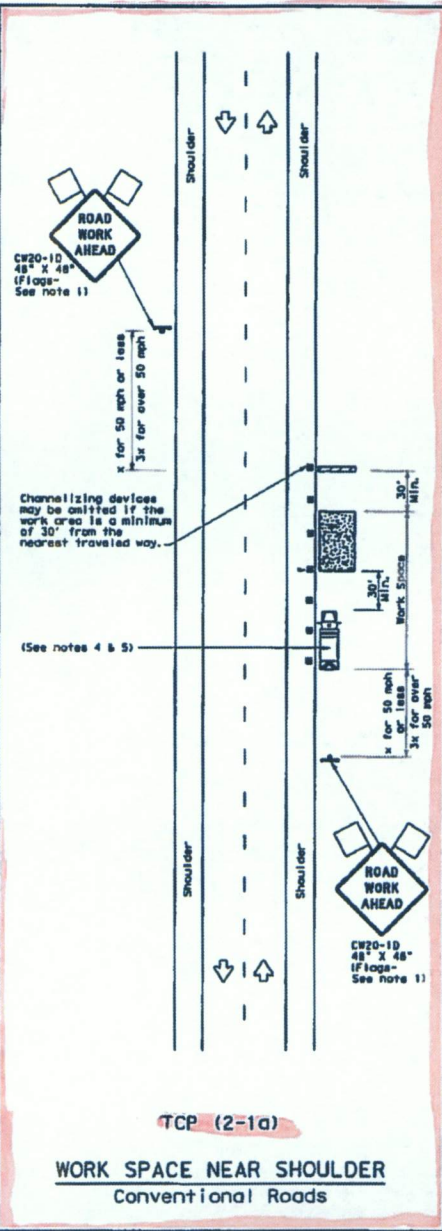 Shoulder
Shoulder
ROAD
WORK
AHEAD
CW20-1D
48" X 48"
(Flags-
See note 1)
x for 50 mph or less
3x for over 50 mph
Channelizing devices
may be omitted if the
work area is a minimum
of 30' from the
nearest traveled way.
30'
Min.
30'
Min.
Work Space
(See notes 4 & 5)
x for 50 mph
or less
3x for over
50 mph
Shoulder
Shoulder
ROAD
WORK
AHEAD
CW20-1D
48" X 48"
(Flags-
See note 1)
TCP (2-1a)
WORK SPACE NEAR SHOULDER
Conventional Roads